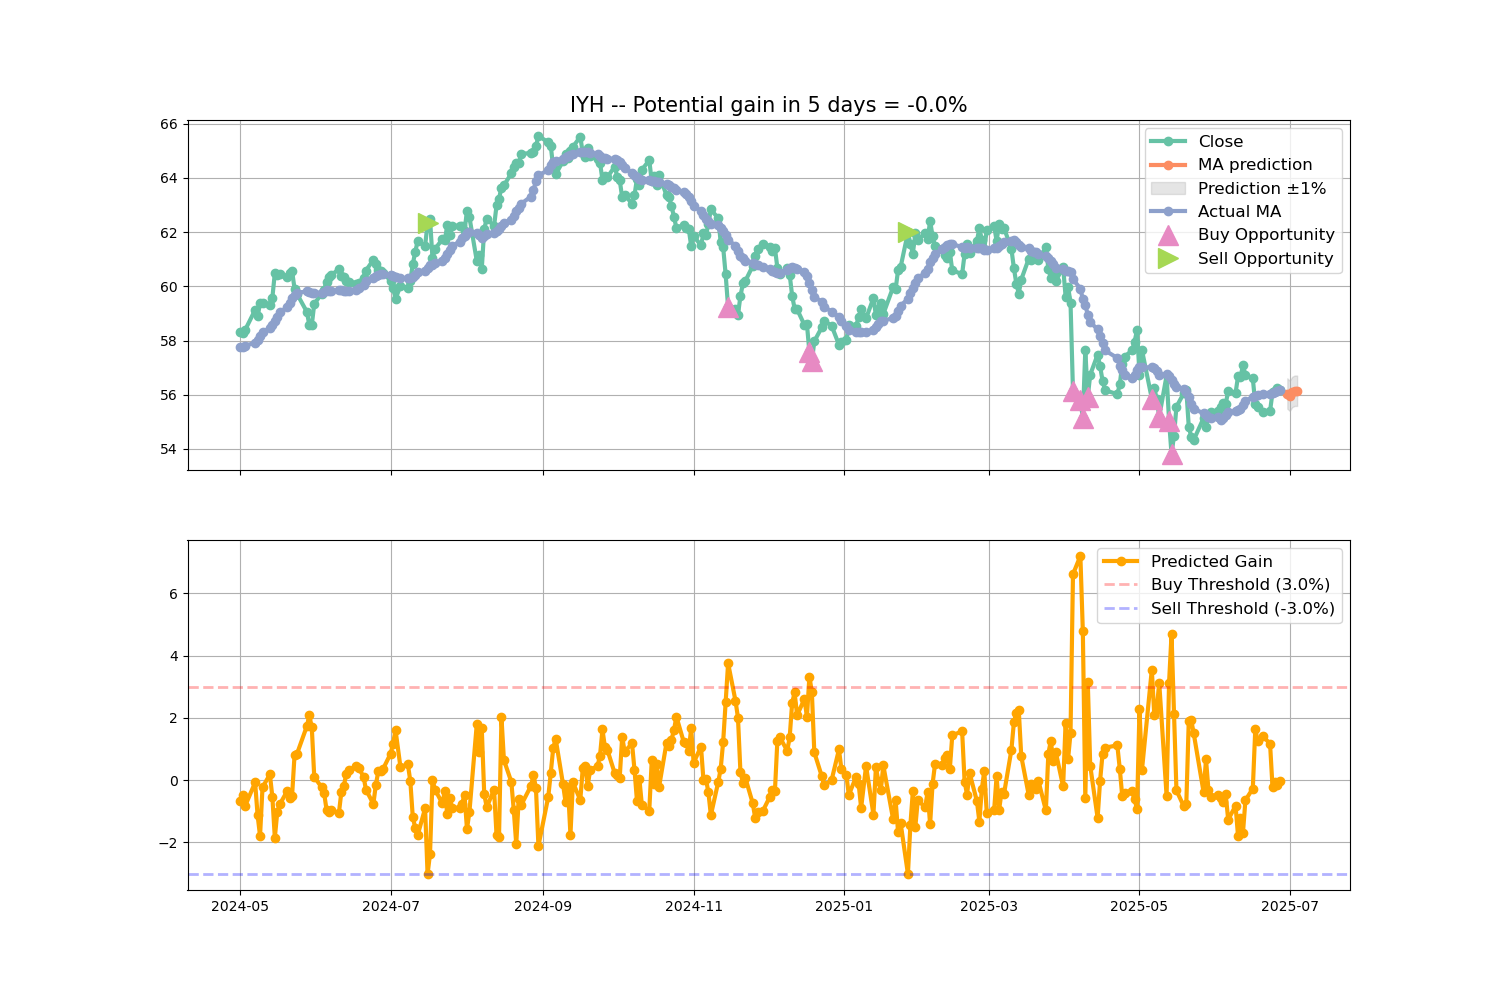 IYH -- Potential gain in 5 days = -0.0%
66
64
62
60
58
56
54
Close
MA prediction
Prediction ±1%
Actual MA
Buy Opportunity
Sell Opportunity
6
4
2
0
−2
Predicted Gain
Buy Threshold (3.0%)
Sell Threshold (-3.0%)
2024-05
2024-07
2024-09
2024-11
2025-01
2025-03
2025-05
2025-07